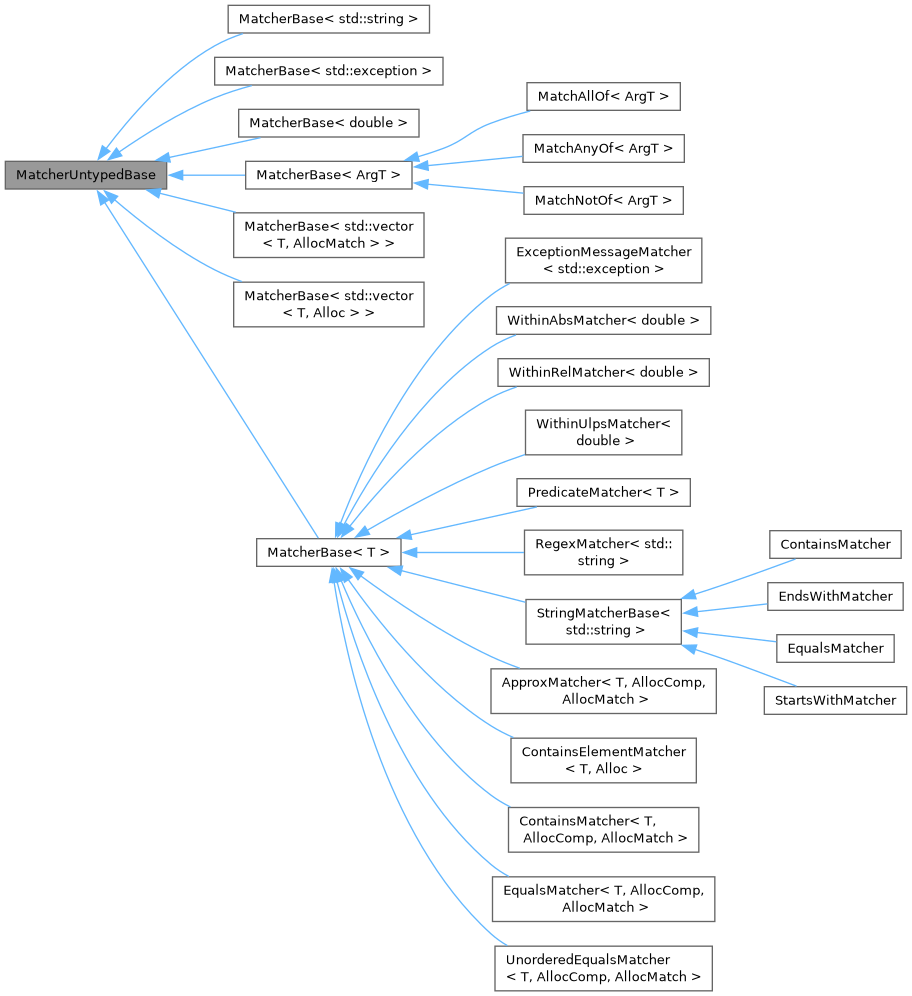 MatcherBase< std::string >
MatcherBase< std::exception >
MatchAllOf< ArgT >
MatcherBase< double >
MatchAnyOf< ArgT >
MatcherUntypedBase
MatcherBase< ArgT >
MatchNotOf< ArgT >
MatcherBase< std::vector
< T, AllocMatch > >
ExceptionMessageMatcher
< std::exception >
MatcherBase< std::vector
< T, Alloc > >
WithinAbsMatcher< double >
WithinRelMatcher< double >
WithinUlpsMatcher<
double >
PredicateMatcher< T >
MatcherBase< T >
RegexMatcher< std::
string >
ContainsMatcher
EndsWithMatcher
StringMatcherBase<
std::string >
EqualsMatcher
StartsWithMatcher
ApproxMatcher< T, AllocComp,
AllocMatch >
ContainsElementMatcher
< T, Alloc >
ContainsMatcher< T,
AllocComp, AllocMatch >
EqualsMatcher< T, AllocComp,
AllocMatch >
UnorderedEqualsMatcher
< T, AllocComp, AllocMatch >